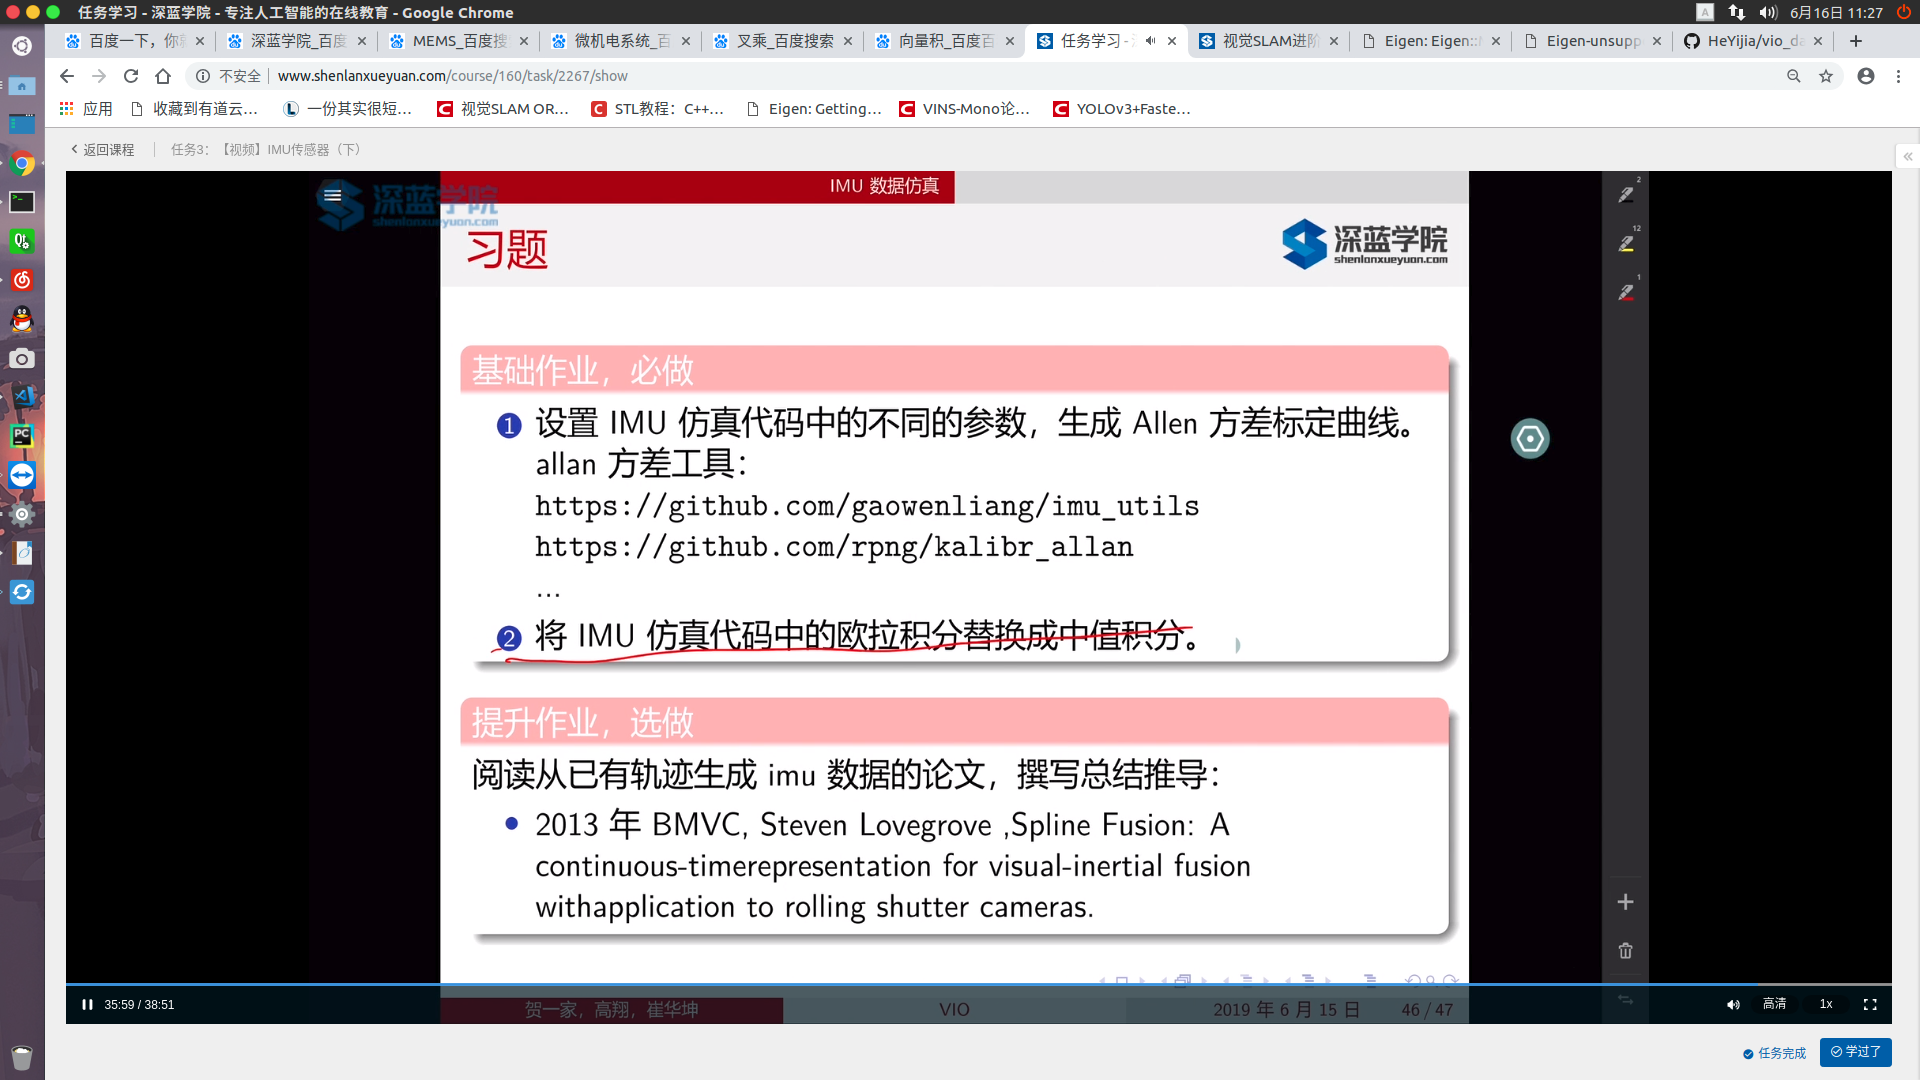 任务学习 - 深蓝学院 - 专注人工智能的在线教育 - Google Chrome
A
6月16日 11:27
百度一下，你就
深蓝学院_百度
MEMS_百度搜
微机电系统_百
叉乘_百度搜索
向量积_百度百
任务学习 -
视觉SLAM进阶
Eigen: Eigen::
Eigen-unsupp
HeYijia/vio_da
不安全
www.shenlanxueyuan.com/course/160/task/2267/show
应用
收藏到有道云…
一份其实很短…
视觉SLAM OR…
STL教程：C++…
Eigen: Getting…
VINS-Mono论…
YOLOv3+Faste…
返回课程
任务3：【视频】IMU传感器（下）
IMU 数据仿真
深蓝学院
shenlanxueyuan.com
习题
深蓝学院
shenlanxueyuan.com
2
12
1
基础作业，必做
1 设置 IMU 仿真代码中的不同的参数，生成 Allen 方差标定曲线。
allan 方差工具：
https://github.com/gaowenliang/imu_utils
https://github.com/rpng/kalibr_allan
...
2 将 IMU 仿真代码中的欧拉积分替换成中值积分。
提升作业，选做
阅读从已有轨迹生成 imu 数据的论文，撰写总结推导：
• 2013 年 BMVC, Steven Lovegrove ,Spline Fusion: A
continuous-timerepresentation for visual-inertial fusion
withapplication to rolling shutter cameras.
35:59 / 38:51
贺一家，高翔，崔华坤
VIO
2019 年 6 月 15 日
46 / 47
高清
1x
任务完成
学过了